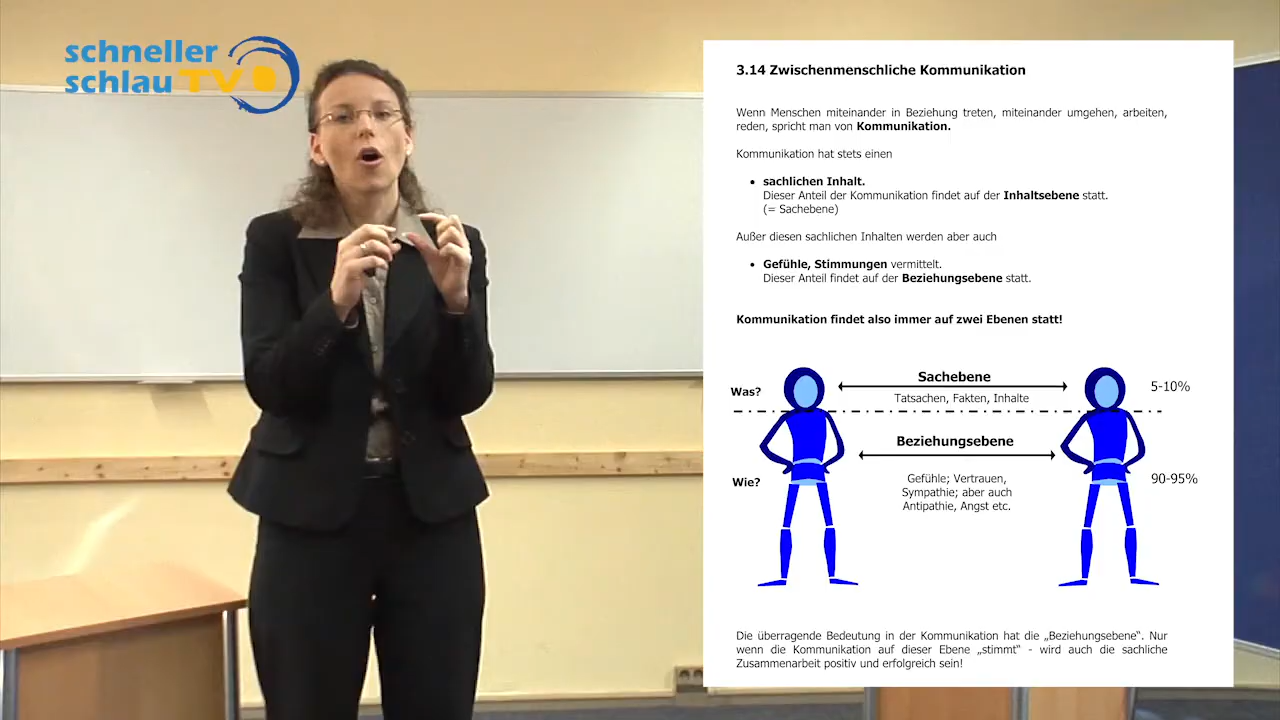 schneller
schlau TV
3.14 Zwischenmenschliche Kommunikation
Wenn Menschen miteinander in Beziehung treten, miteinander umgehen, arbeiten,
reden, spricht man von Kommunikation.
Kommunikation hat stets einen
• sachlichen Inhalt.
Dieser Anteil der Kommunikation findet auf der Inhaltsebene statt.
(= Sachebene)
Außer diesen sachlichen Inhalten werden aber auch
• Gefühle, Stimmungen vermittelt.
Dieser Anteil findet auf der Beziehungsebene statt.
Kommunikation findet also immer auf zwei Ebenen statt!
Was?
Sachebene
Tatsachen, Fakten, Inhalte
5-10%
Beziehungsebene
Wie?
Gefühle; Vertrauen,
Sympathie; aber auch
Antipathie, Angst etc.
90-95%
Die überragende Bedeutung in der Kommunikation hat die „Beziehungsebene“. Nur
wenn die Kommunikation auf dieser Ebene „stimmt“ - wird auch die sachliche
Zusammenarbeit positiv und erfolgreich sein!